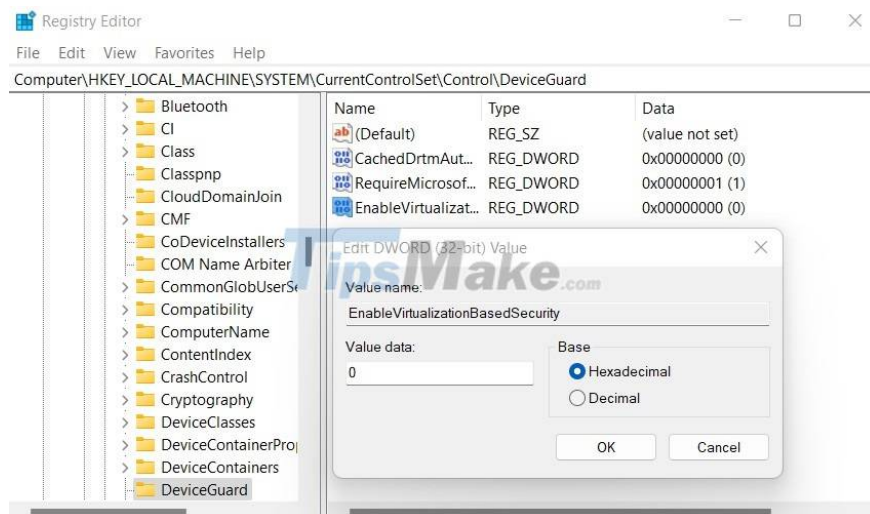 Registry Editor
File Edit View Favorites Help
Computer\HKEY_LOCAL_MACHINE\SYSTEM\CurrentControlSet\Control\DeviceGuard
Bluetooth
CI
Class
Classpnp
CloudDomainJoin
CMF
CoDeviceInstallers
COM Name Arbiter
CommonGlobUserSe
Compatibility
ComputerName
ContentIndex
CrashControl
Cryptography
DeviceClasses
DeviceContainerProp
DeviceContainers
DeviceGuard
Name Type Data
ab (Default) REG_SZ (value not set)
CachedDrtmAut... REG_DWORD 0x00000000 (0)
RequireMicrosof... REG_DWORD 0x00000001 (1)
EnableVirtualizat... REG_DWORD 0x00000000 (0)
Edit DWORD (32-bit) Value
TipsMake.com
Value name:
EnableVirtualizationBasedSecurity
Value data: Base
0 Hexadecimal
Decimal
OK Cancel